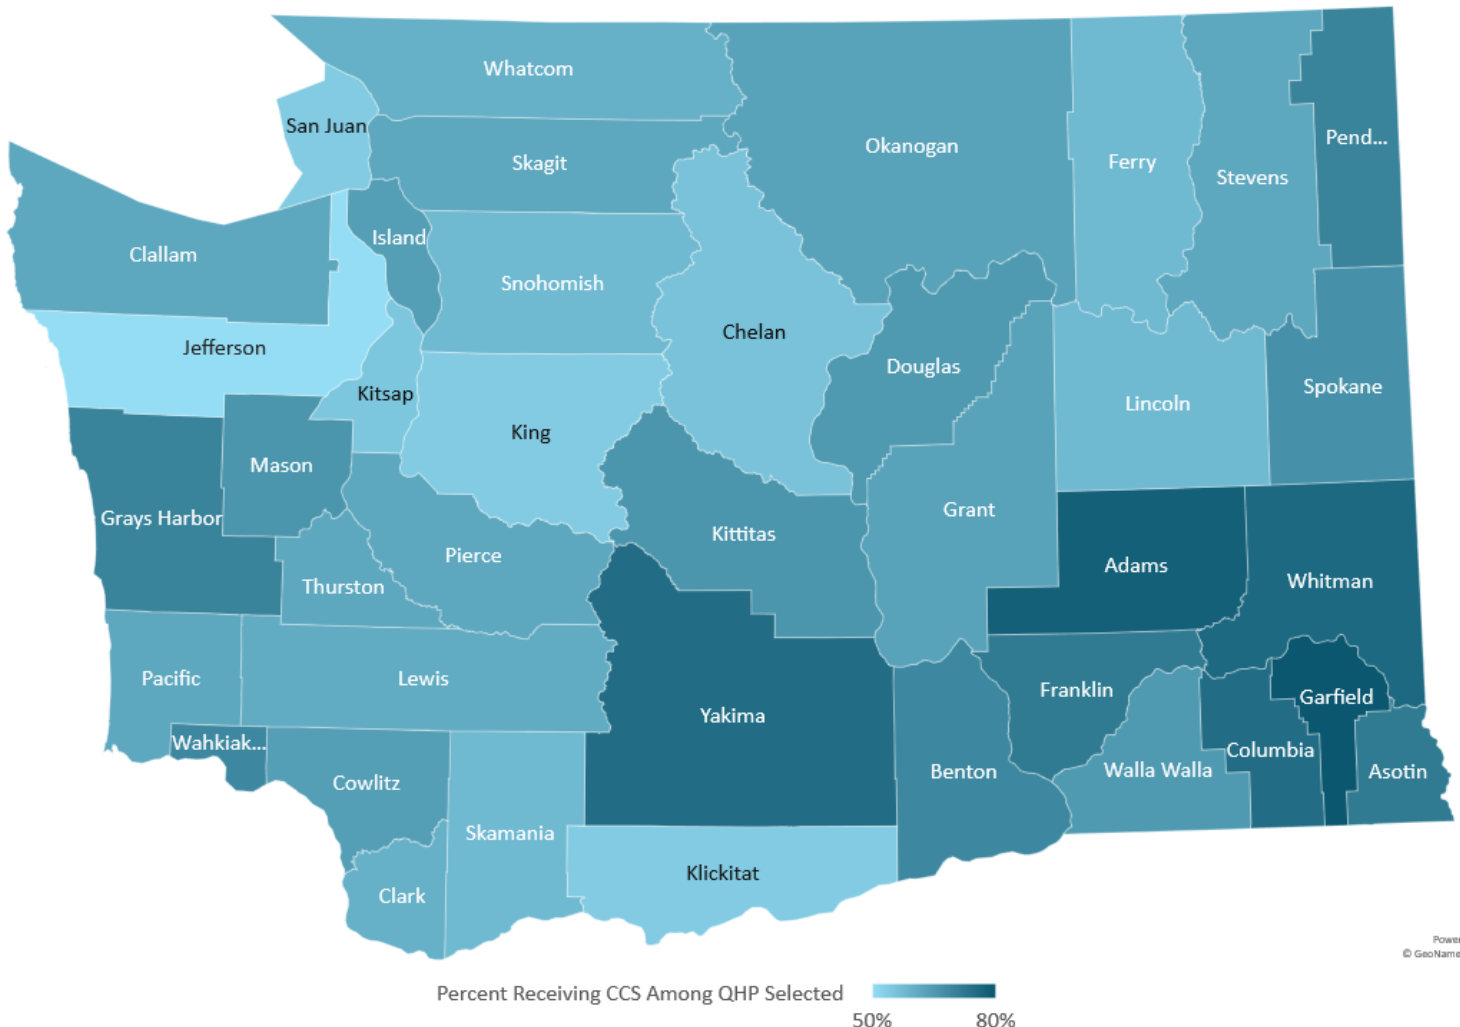 Whatcom
San Juan
Skagit
Okanogan
Ferry
Stevens
Pend...
Clallam
Island
Snohomish
Chelan
Jefferson
Kitsap
King
Douglas
Lincoln
Spokane
Mason
Grays Harbor
Kittitas
Grant
Pierce
Thurston
Adams
Whitman
Pacific
Lewis
Yakima
Franklin
Garfield
Wahkiak...
Cowlitz
Benton
Walla Walla
Columbia
Asotin
Skamania
Klickitat
Clark
Power
© GeoName
Percent Receiving CCS Among QHP Selected
50% 80%